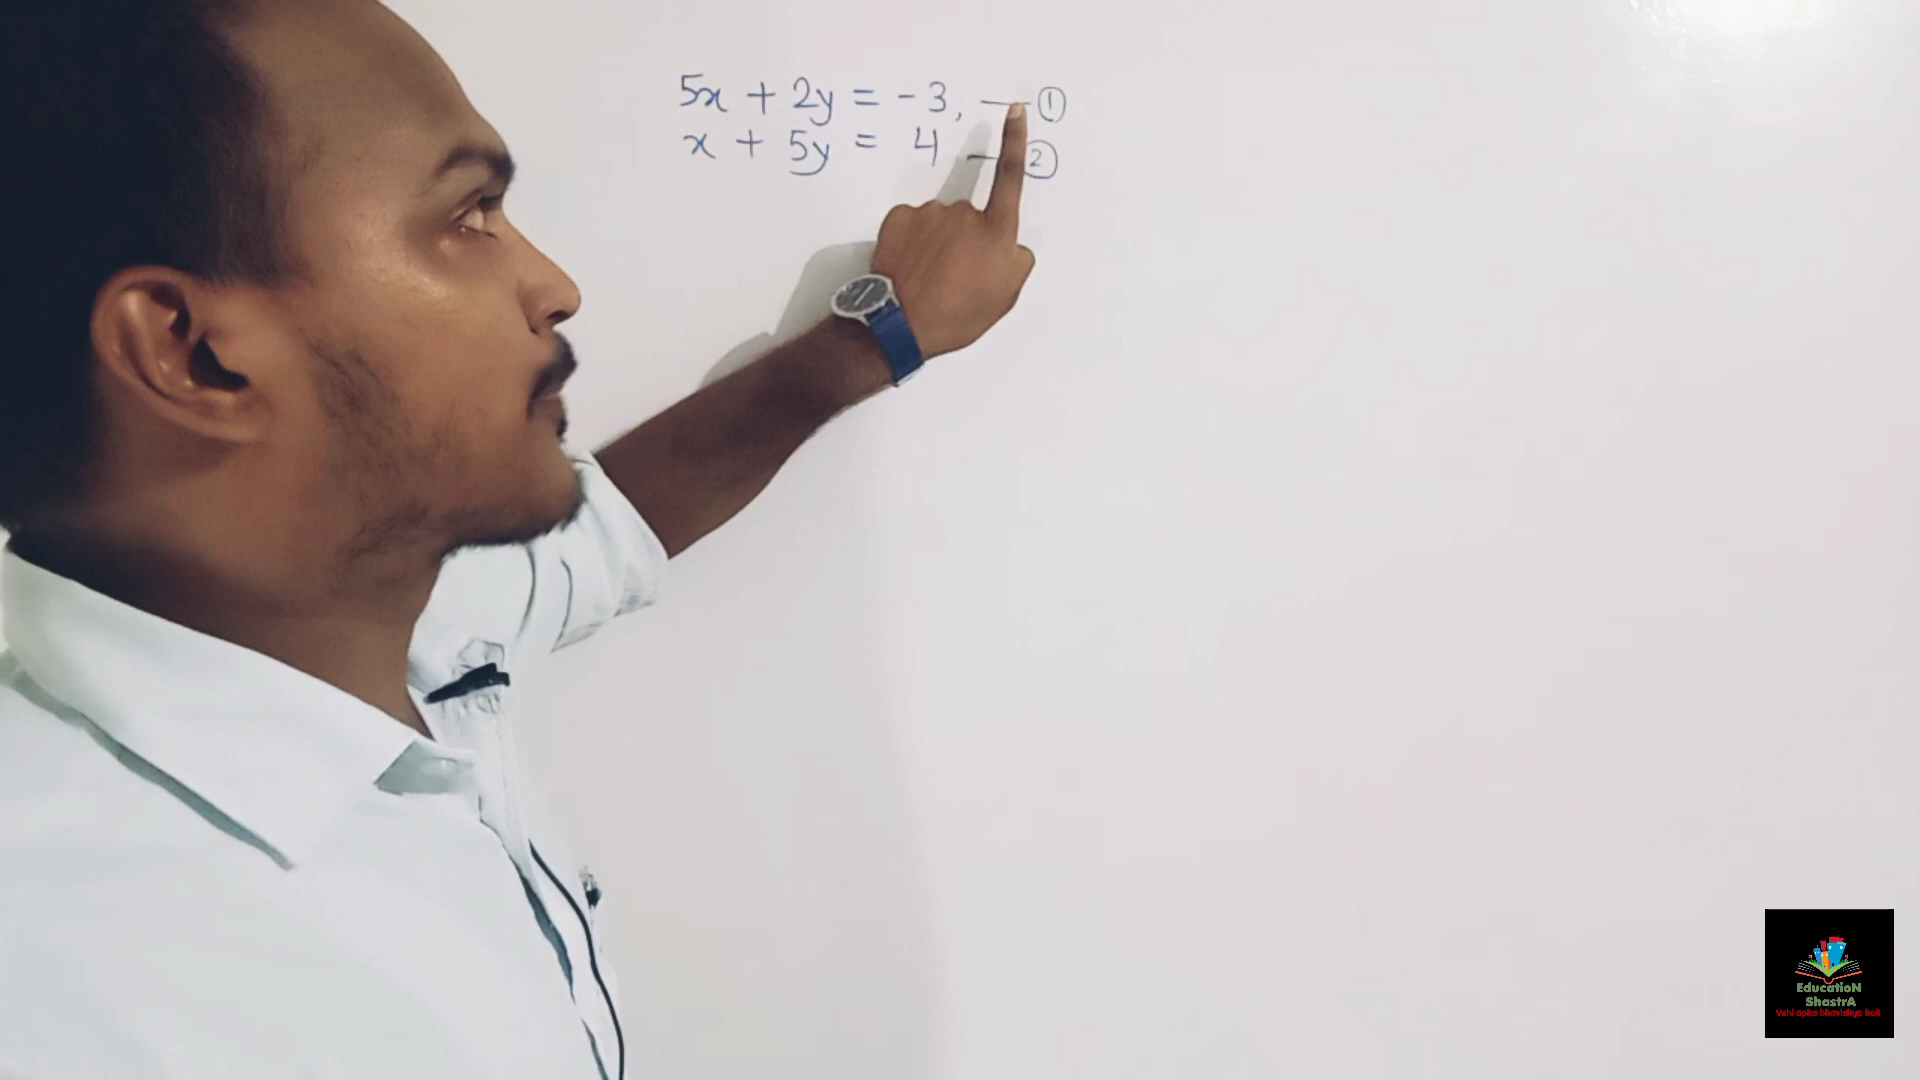 5x + 2y = -3, — ①
x + 5y = 4 — ②
EducatioN
ShastrA